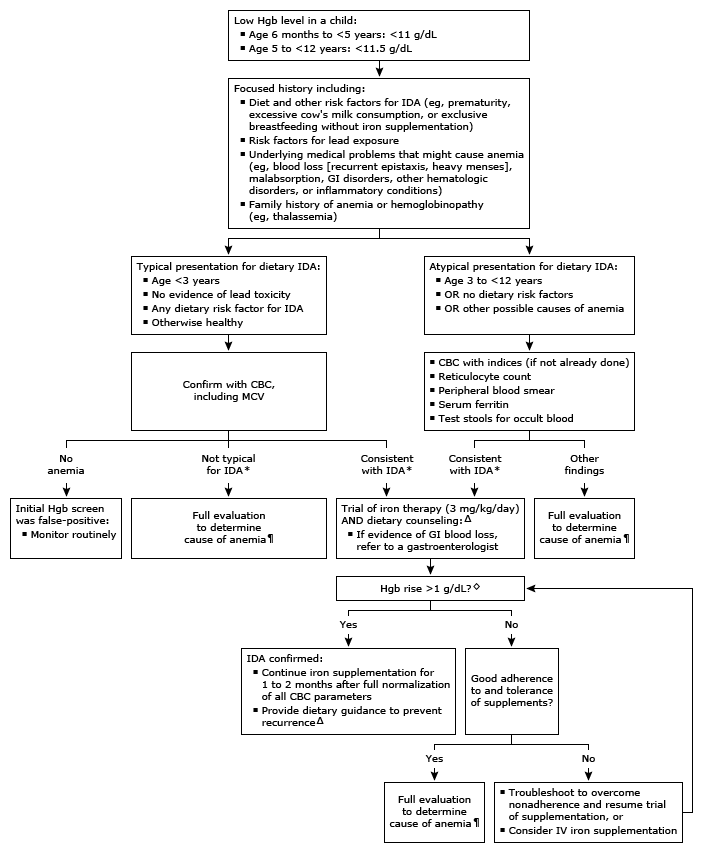 Low Hgb level in a child:
▪ Age 6 months to <5 years: <11 g/dL
▪ Age 5 to <12 years: <11.5 g/dL
Focused history including:
▪ Diet and other risk factors for IDA (eg, prematurity,
excessive cow's milk consumption, or exclusive
breastfeeding without iron supplementation)
▪ Risk factors for lead exposure
▪ Underlying medical problems that might cause anemia
(eg, blood loss [recurrent epistaxis, heavy menses],
malabsorption, GI disorders, other hematologic
disorders, or inflammatory conditions)
▪ Family history of anemia or hemoglobinopathy
(eg, thalassemia)
Typical presentation for dietary IDA:
▪ Age <3 years
▪ No evidence of lead toxicity
▪ Any dietary risk factor for IDA
▪ Otherwise healthy
Atypical presentation for dietary IDA:
▪ Age 3 to <12 years
▪ OR no dietary risk factors
▪ OR other possible causes of anemia
Confirm with CBC,
including MCV
▪ CBC with indices (if not already done)
▪ Reticulocyte count
▪ Peripheral blood smear
▪ Serum ferritin
▪ Test stools for occult blood
No
anemia
Not typical
for IDA*
Consistent
with IDA*
Consistent
with IDA*
Other
findings
Initial Hgb screen
was false-positive:
▪ Monitor routinely
Full evaluation
to determine
cause of anemia¶
Trial of iron therapy (3 mg/kg/day)
AND dietary counseling:Δ
▪ If evidence of GI blood loss,
refer to a gastroenterologist
Full evaluation
to determine
cause of anemia¶
Hgb rise >1 g/dL?◊
Yes
No
IDA confirmed:
▪ Continue iron supplementation for
1 to 2 months after full normalization
of all CBC parameters
▪ Provide dietary guidance to prevent
recurrenceΔ
Good adherence
to and tolerance
of supplements?
Yes
No
Full evaluation
to determine
cause of anemia¶
▪ Troubleshoot to overcome
nonadherence and resume trial
of supplementation, or
▪ Consider IV iron supplementation